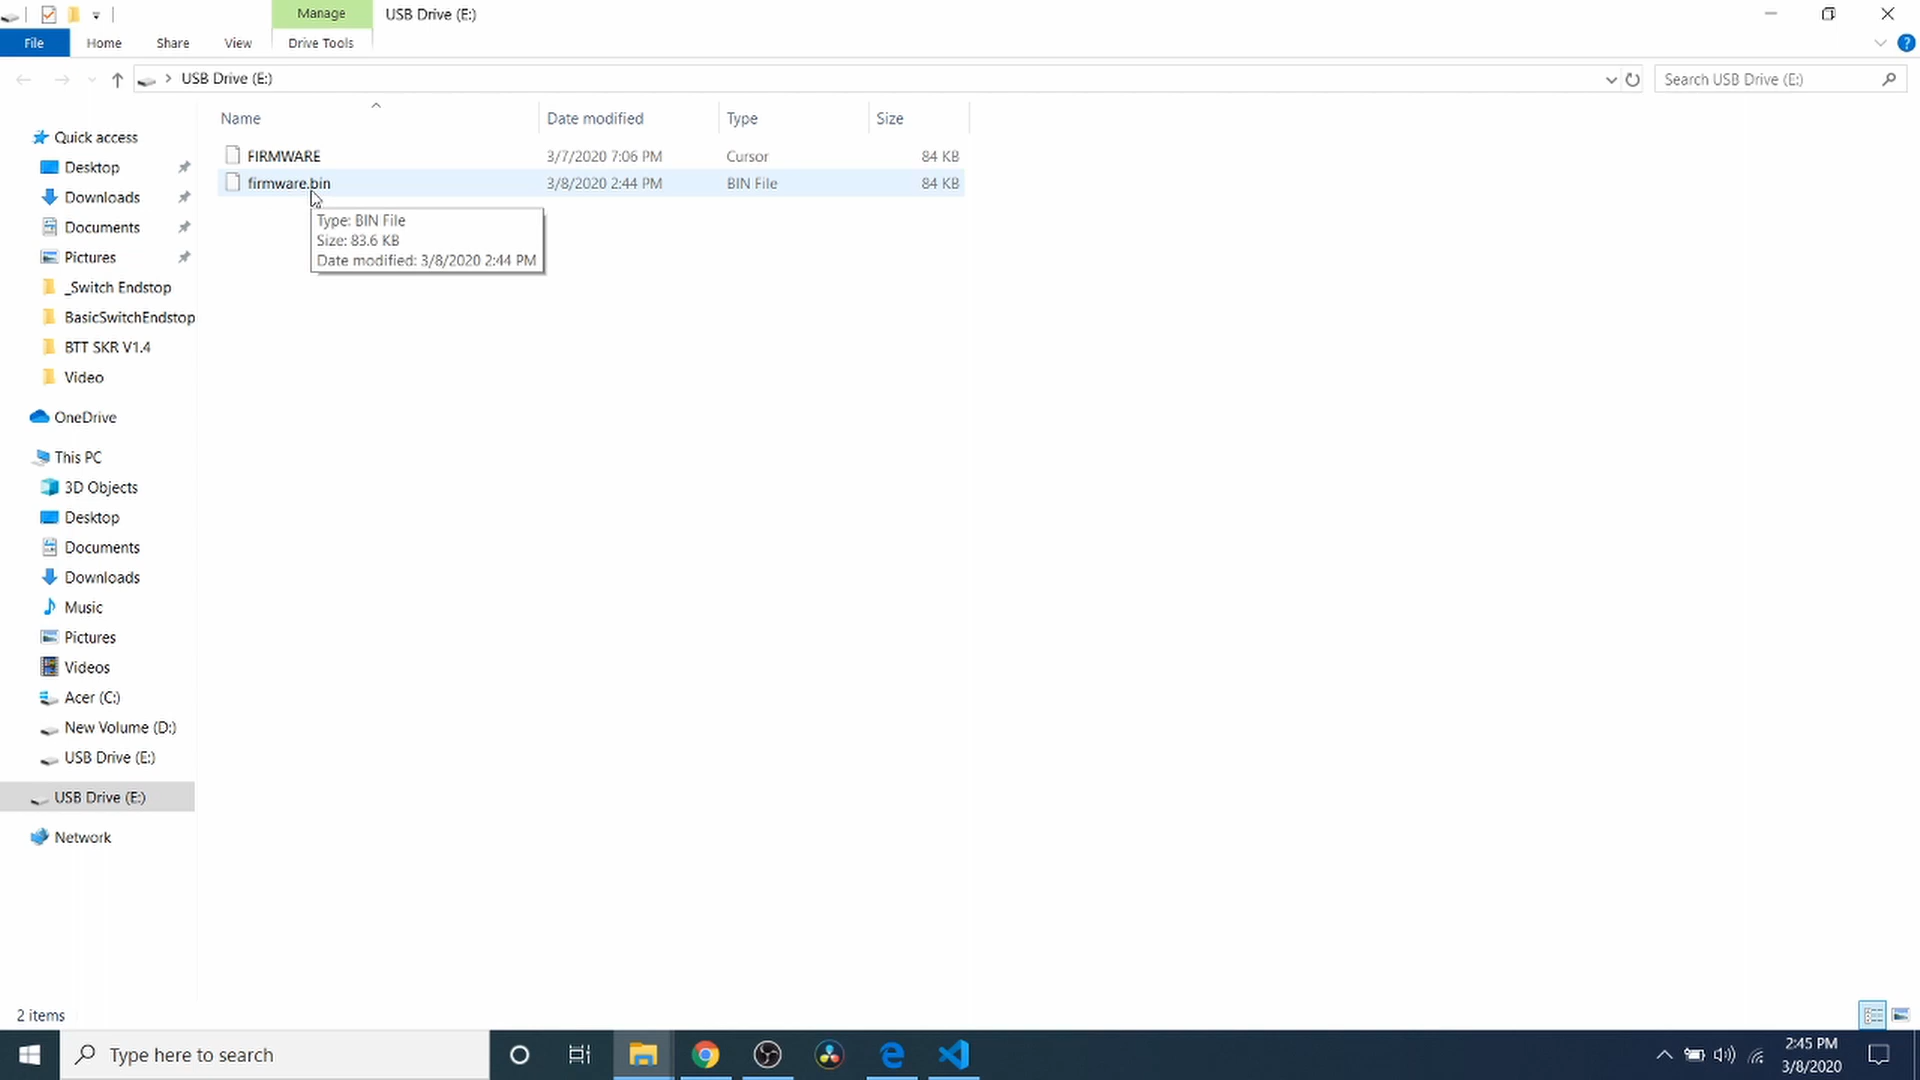 Manage
USB Drive (E:)
File
Home
Share
View
Drive Tools
?
USB Drive (E:)
Search USB Drive (E:)
Name
Date modified
Type
Size
FIRMWARE
3/7/2020 7:06 PM
Cursor
84 KB
firmware.bin
3/8/2020 2:44 PM
BIN File
84 KB
Type: BIN File
Size: 83.6 KB
Date modified: 3/8/2020 2:44 PM
Quick access
Desktop
Downloads
Documents
Pictures
_Switch Endstop
BasicSwitchEndstop
BTT SKR V1.4
Video
OneDrive
This PC
3D Objects
Desktop
Documents
Downloads
Music
Pictures
Videos
Acer (C:)
New Volume (D:)
USB Drive (E:)
USB Drive (E:)
Network
2 items
Type here to search
2:45 PM
3/8/2020